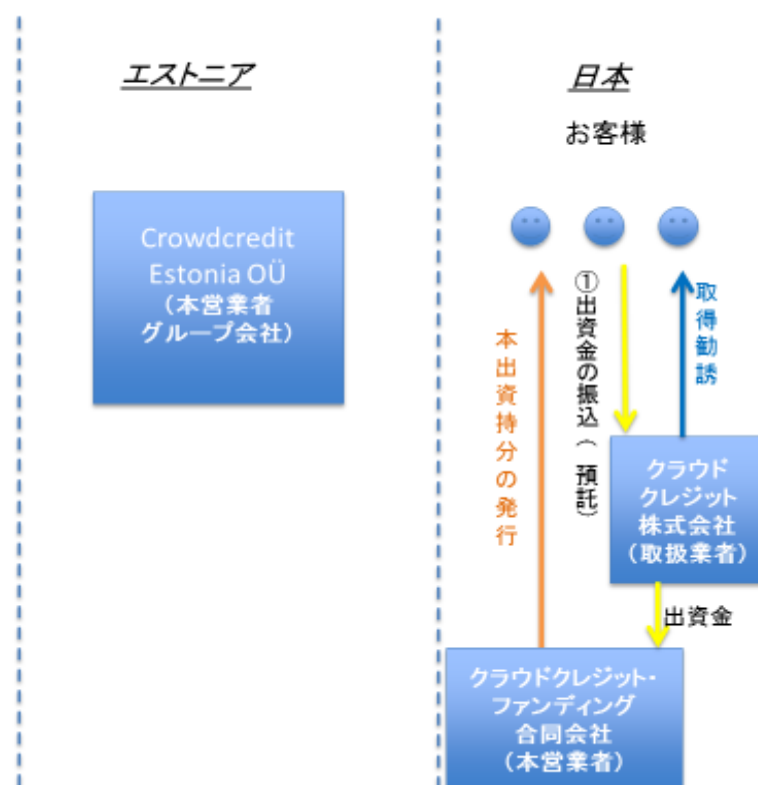 エストニア
Crowdcredit
Estonia OÜ
(本営業者
グループ会社)
日本
お客様
本出資持分の発行
①出資金の振込(預託)
取得勧誘
クラウド
クレジット
株式会社
(取扱業者)
出資金
クラウドクレジット・
ファンディング
合同会社
(本営業者)